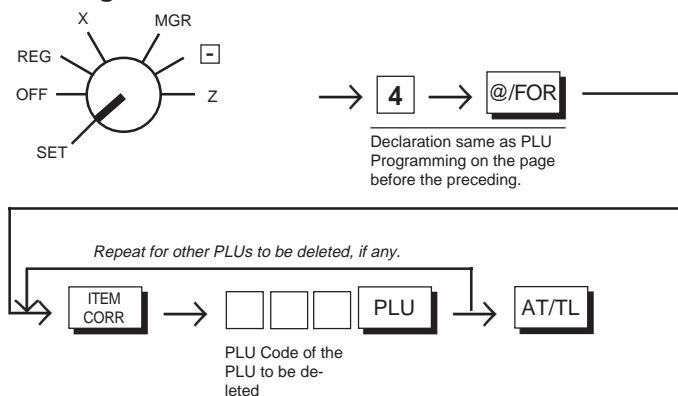 X
MGR
REG
-
OFF
Z
SET
4
@/FOR
Declaration same as PLU
Programming on the page
before the preceding.
Repeat for other PLUs to be deleted, if any.
ITEM
CORR
PLU
AT/TL
PLU Code of the
PLU to be de-
leted